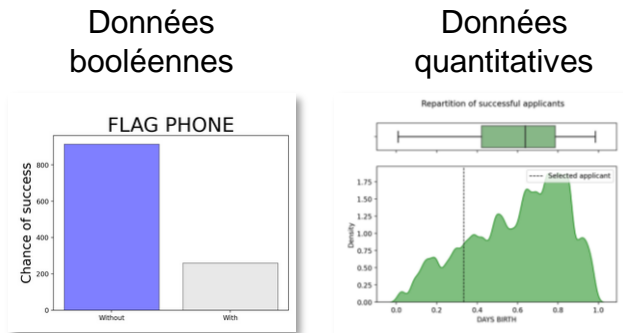 Données
booléennes
Données
quantitatives
FLAG PHONE
Chance of success
800
600
400
200
0
Without
With
Repartition of successful applicants
Selected applicant
Density
1.75
1.50
1.25
1.00
0.75
0.50
0.25
0.00
0.0
0.2
0.4
0.6
0.8
1.0
DAYS BIRTH